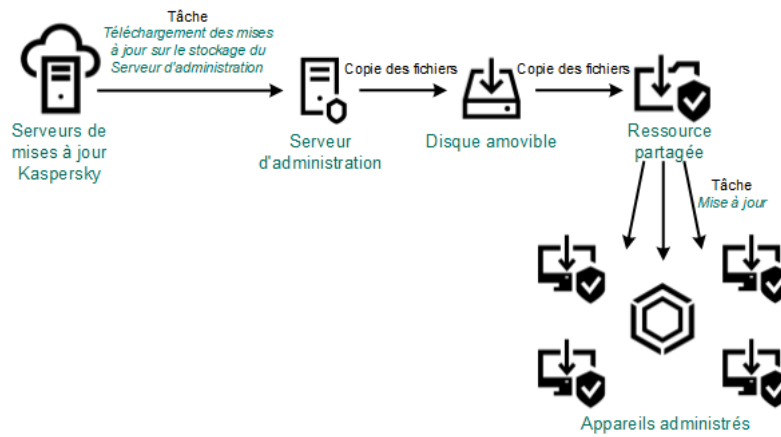 Tâche
Téléchargement des mises
à jour sur le stockage du
Serveur d'administration
Copie des fichiers
Copie des fichiers
Serveurs de
mises à jour
Kaspersky
Serveur
d'administration
Disque amovible
Ressource
partagée
Tâche
Mise à jour
Appareils administrés